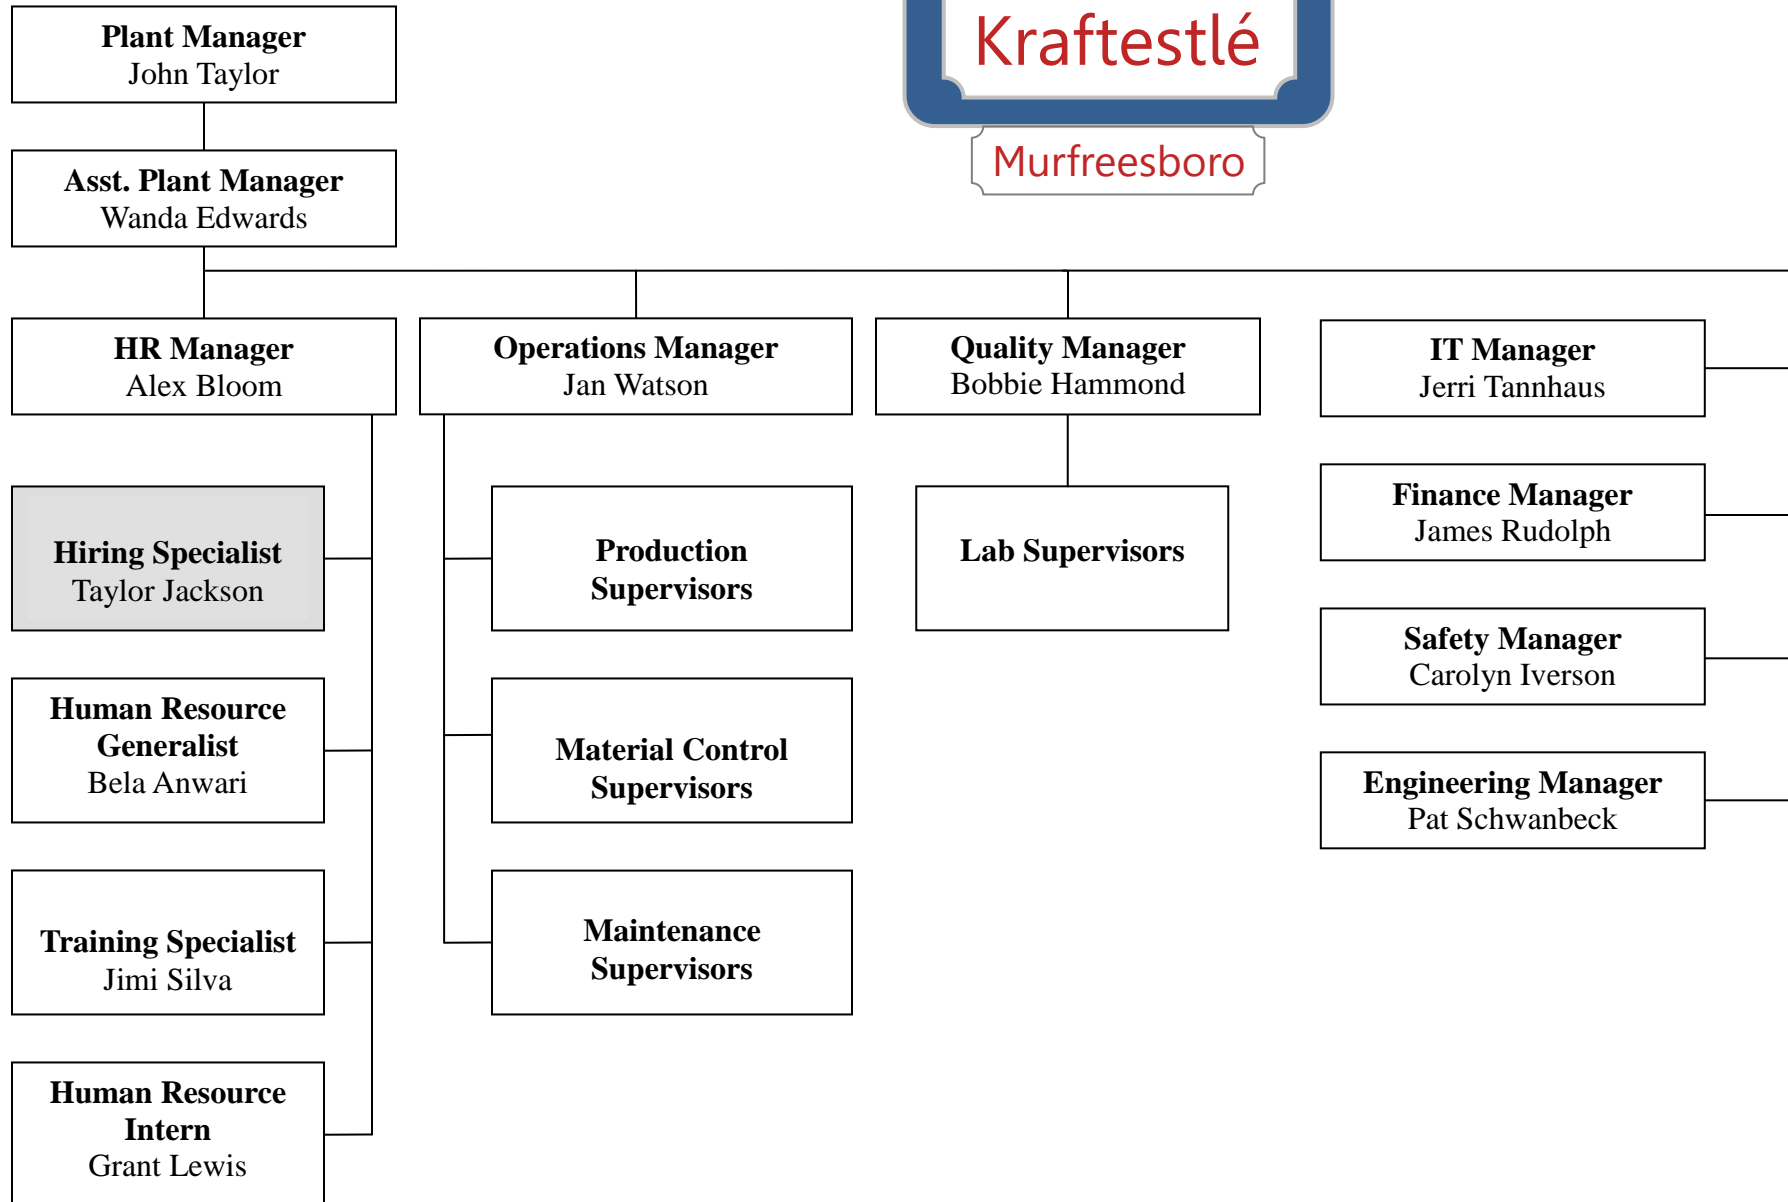 Kraftestlé
Murfreesboro
Plant Manager
John Taylor
Asst. Plant Manager
Wanda Edwards
HR Manager
Alex Bloom
Operations Manager
Jan Watson
Quality Manager
Bobbie Hammond
IT Manager
Jerri Tannhaus
Finance Manager
James Rudolph
Safety Manager
Carolyn Iverson
Engineering Manager
Pat Schwanbeck
Hiring Specialist
Taylor Jackson
Human Resource
Generalist
Bela Anwari
Training Specialist
Jimi Silva
Human Resource
Intern
Grant Lewis
Production
Supervisors
Material Control
Supervisors
Maintenance
Supervisors
Lab Supervisors